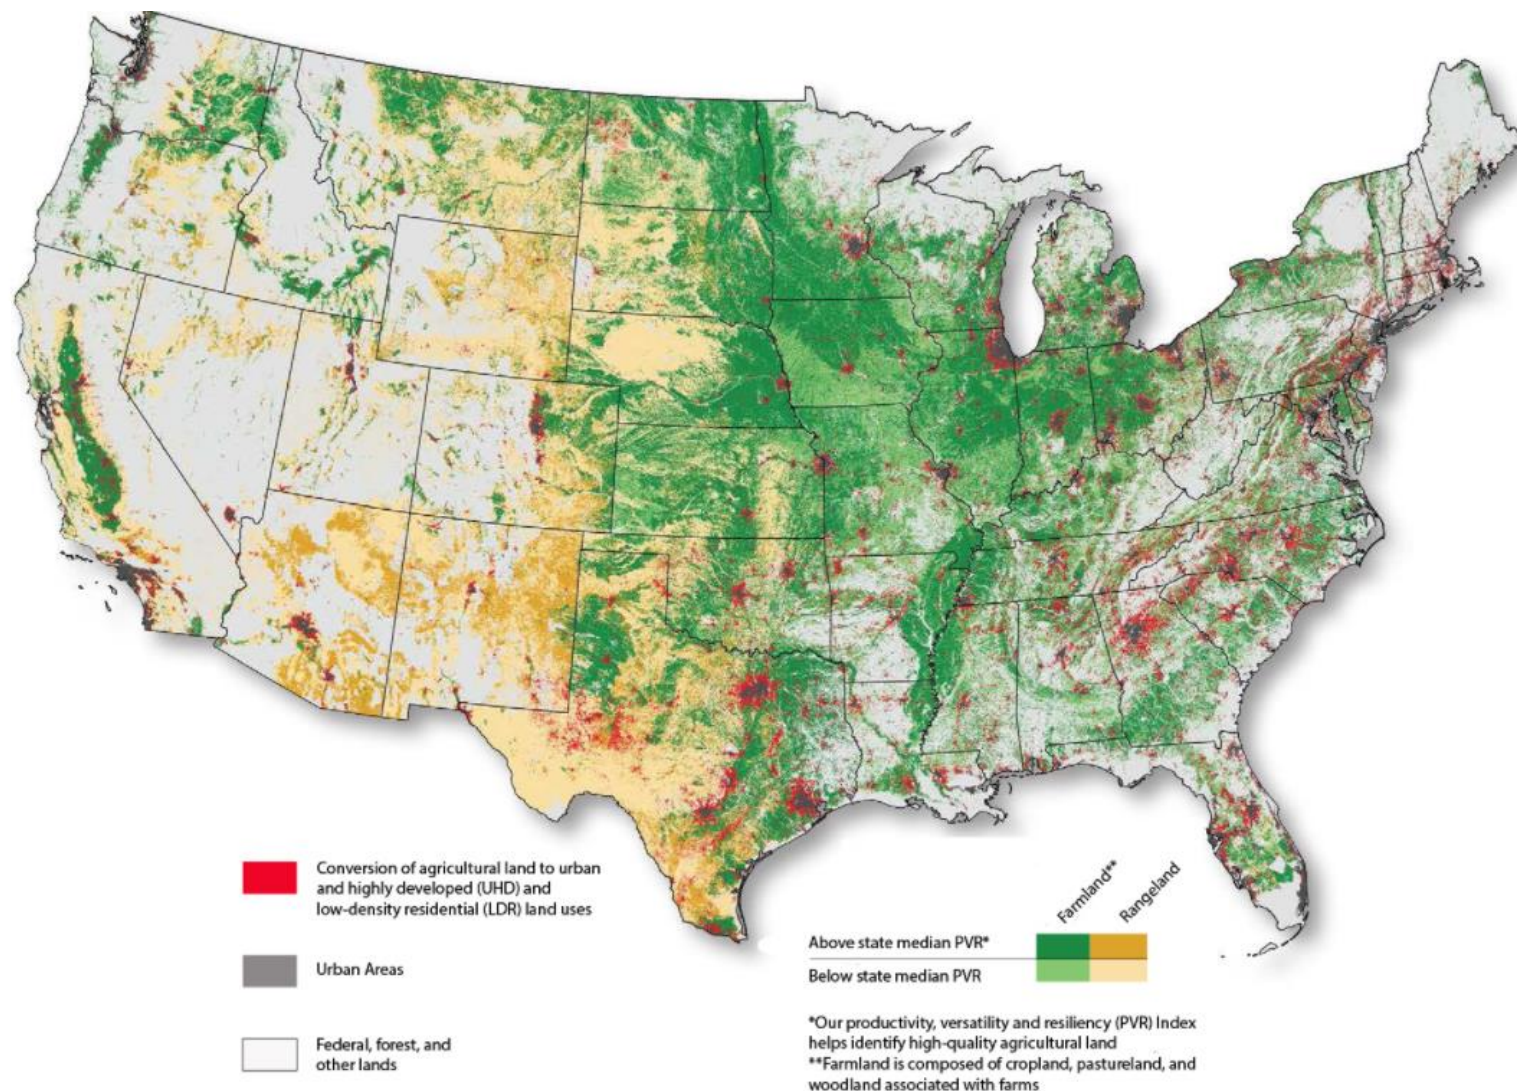 Conversion of agricultural land to urban
and highly developed (UHD) and
low-density residential (LDR) land uses
Urban Areas
Federal, forest, and
other lands
Farmland**
Rangeland
Above state median PVR*
Below state median PVR
*Our productivity, versatility and resiliency (PVR) Index
helps identify high-quality agricultural land
**Farmland is composed of cropland, pastureland, and
woodland associated with farms